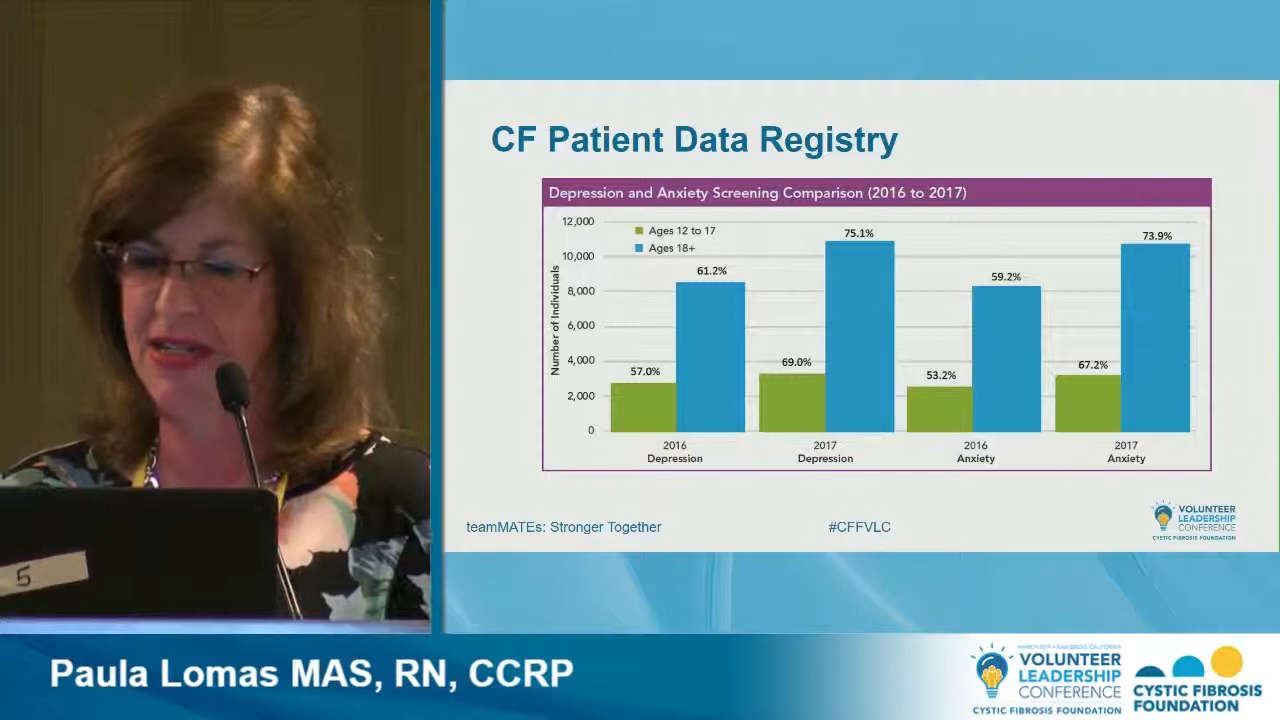 CF Patient Data Registry
Depression and Anxiety Screening Comparison (2016 to 2017)
Number of Individuals
12,000
10,000
8,000
6,000
4,000
2,000
0
Ages 12 to 17
Ages 18+
57.0%
61.2%
69.0%
75.1%
53.2%
59.2%
67.2%
73.9%
2016
Depression
2017
Depression
2016
Anxiety
2017
Anxiety
teamMATEs: Stronger Together
#CFFVLC
VOLUNTEER
LEADERSHIP
CONFERENCE
CYSTIC FIBROSIS FOUNDATION
5
Paula Lomas MAS, RN, CCRP
VOLUNTEER
LEADERSHIP
CONFERENCE
CYSTIC FIBROSIS FOUNDATION
CYSTIC FIBROSIS
FOUNDATION